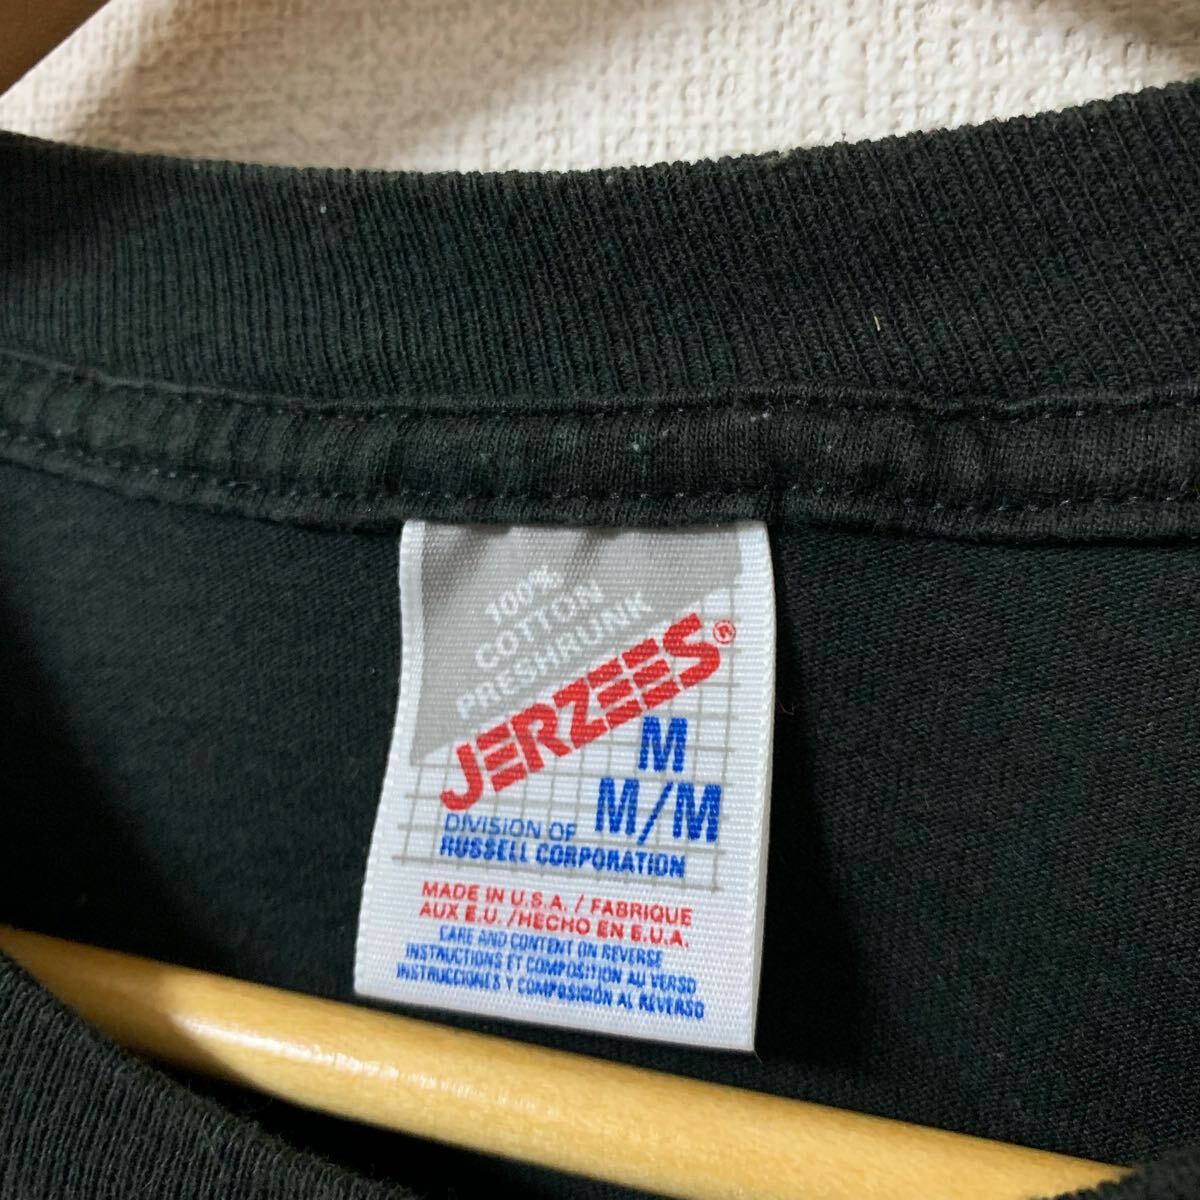 100%
COTTON
PRESHRUNK
JERZEES®
M
M/M
DIVISION OF
RUSSELL CORPORATION
MADE IN U.S.A. / FABRIQUE
AUX E.U. / HECHO EN E.U.A.
CARE AND CONTENT ON REVERSE
INSTRUCTIONS ET COMPOSITION AU VERSO
INSTRUCCIONES Y COMPOSICIÓN AL REVERSO